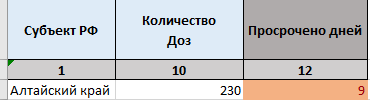 Субъект РФ Количество Доз Просрочено дней
1 10 12
Алтайский край 230 9